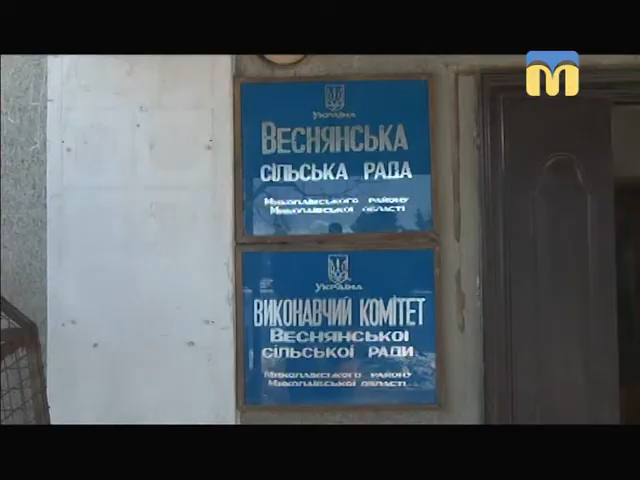 Україна
Веснянська
сільська рада
Миколаївського району
Миколаївської області
Україна
виконавчий комітет
Веснянської
сільської ради
Миколаївського району
Миколаївської області